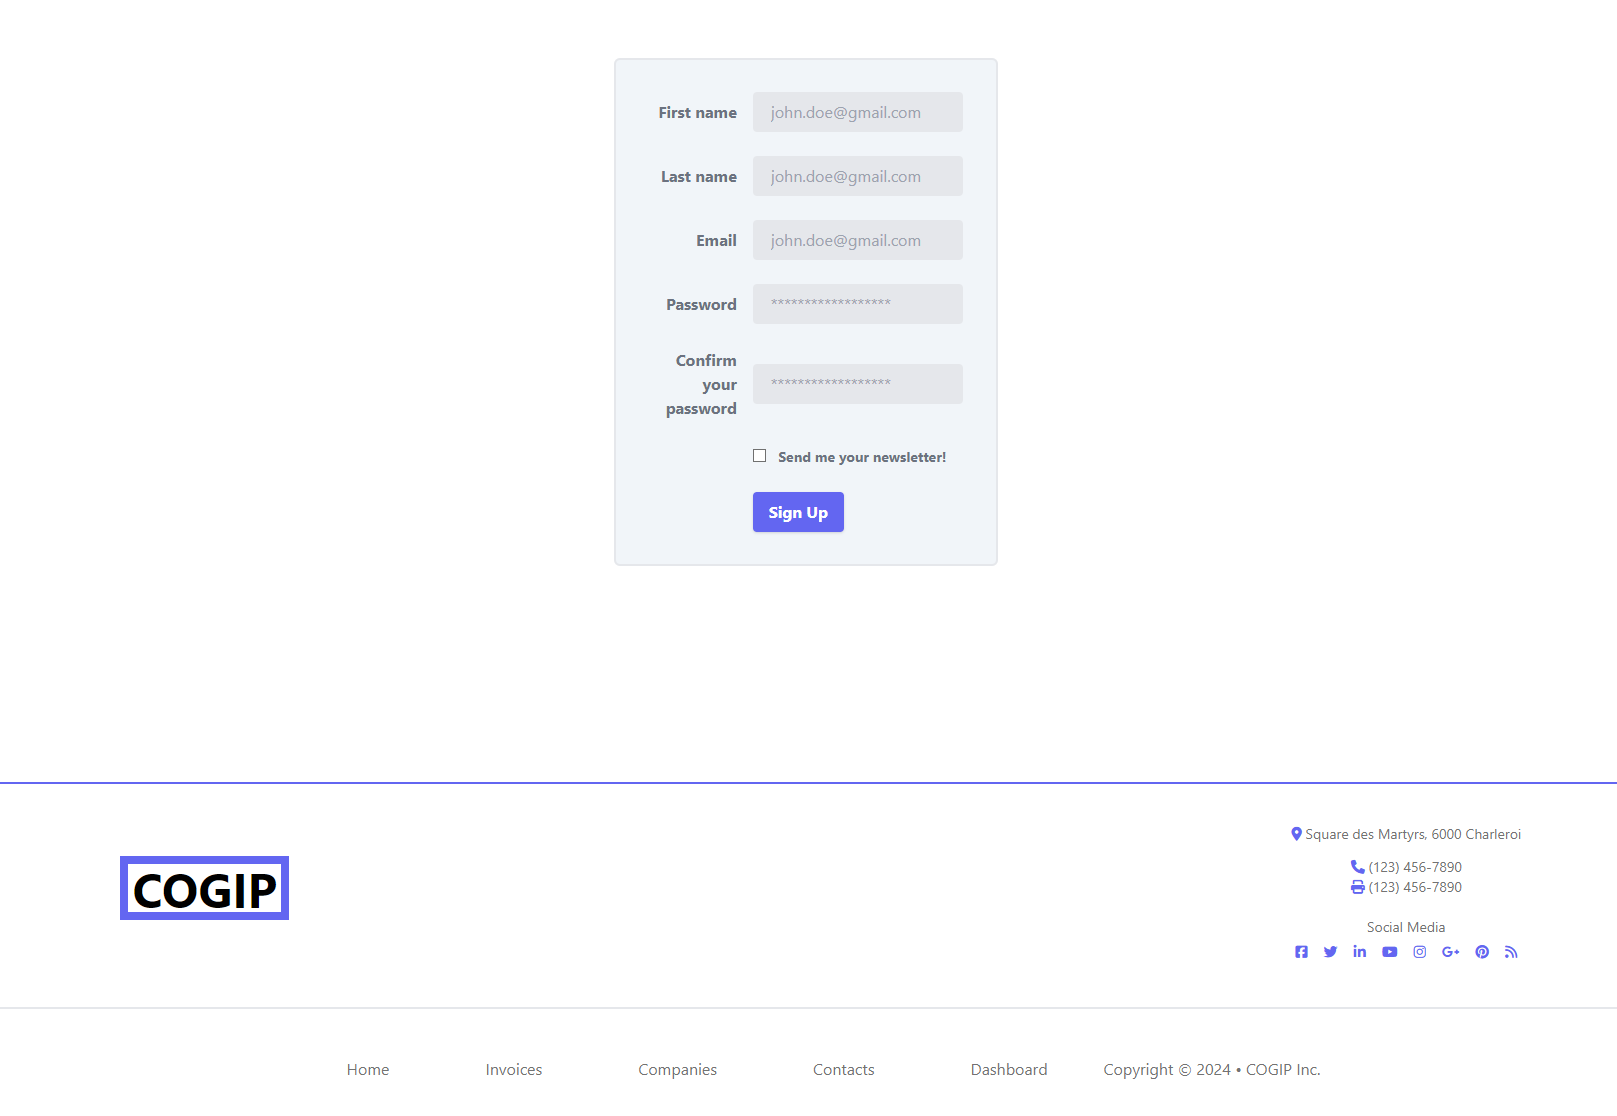 First name john.doe@gmail.com
Last name john.doe@gmail.com
Email john.doe@gmail.com
Password ******************
Confirm
your
password ******************
Send me your newsletter!
Sign Up
COGIP
Square des Martyrs, 6000 Charleroi
(123) 456-7890
(123) 456-7890
Social Media
Home Invoices Companies Contacts Dashboard Copyright © 2024 • COGIP Inc.